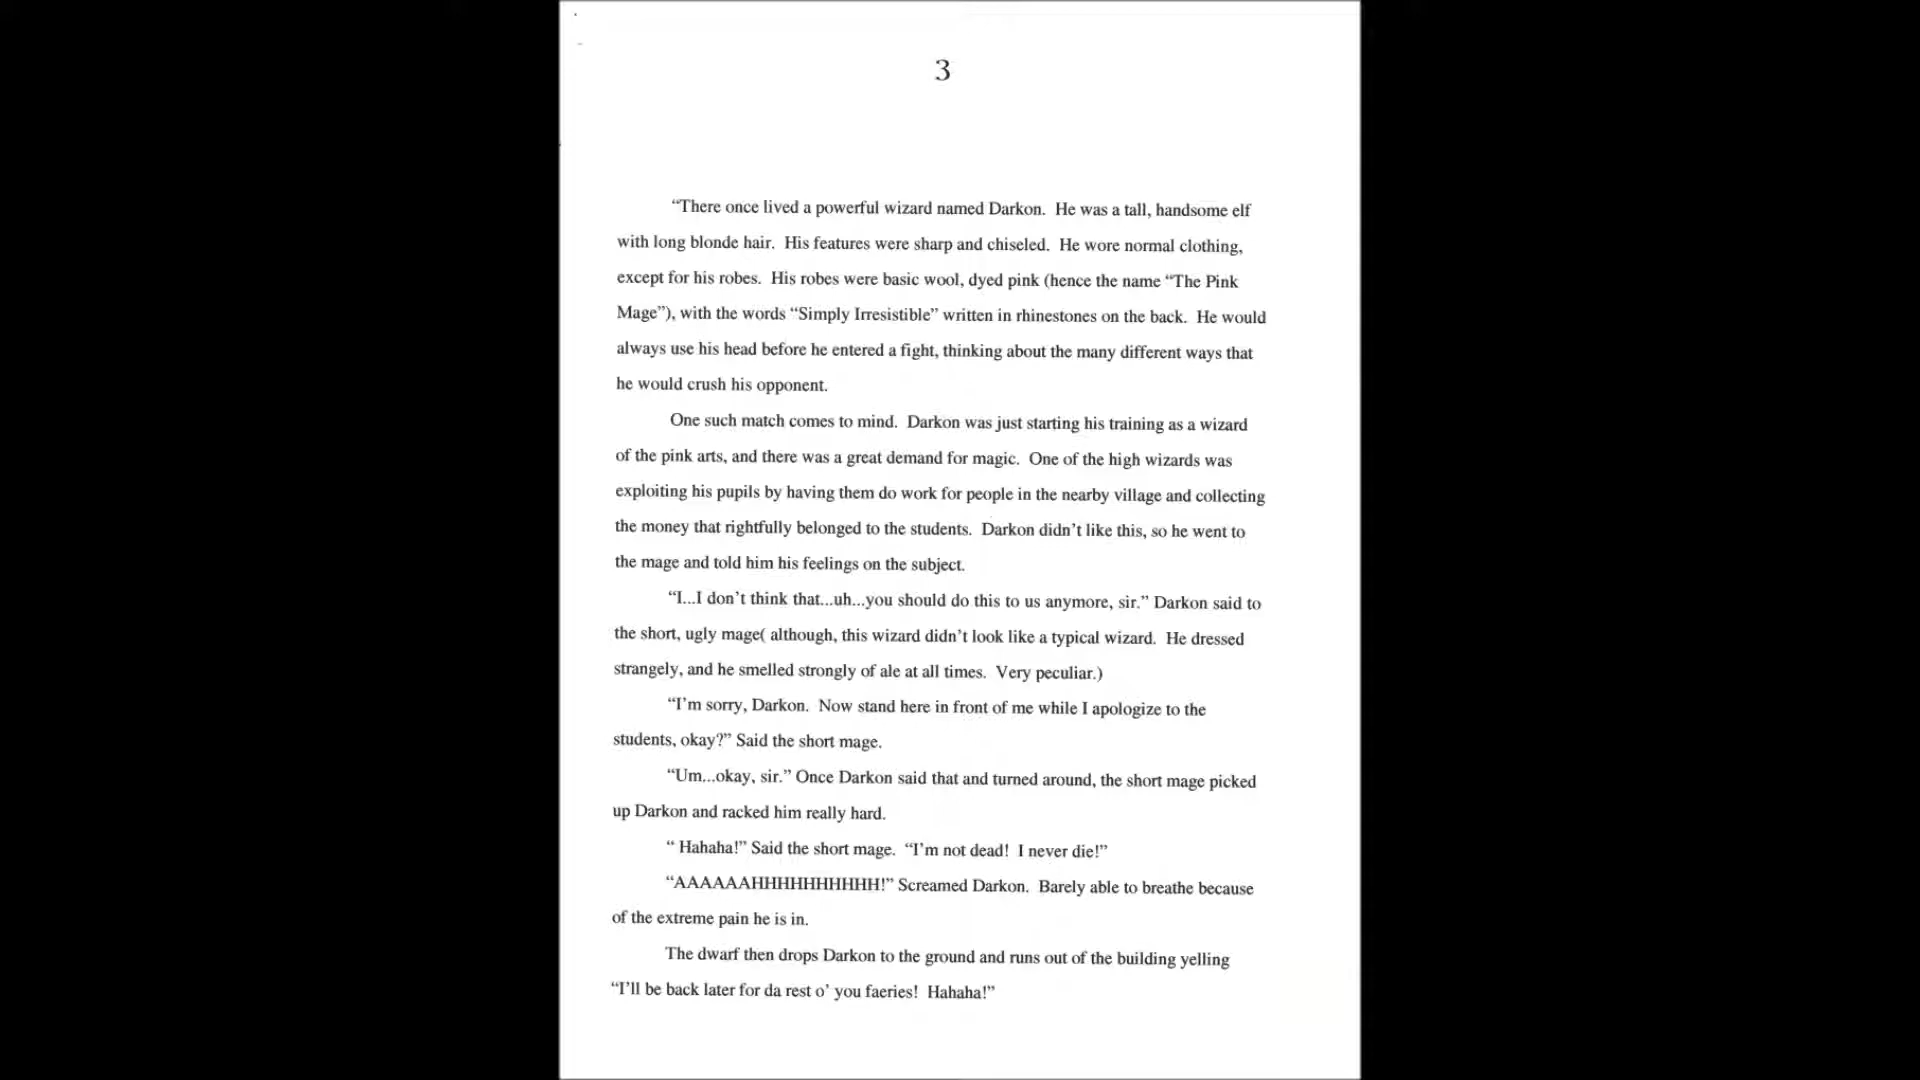 3
“There once lived a powerful wizard named Darkon.  He was a tall, handsome elf
with long blonde hair.  His features were sharp and chiseled.  He wore normal clothing,
except for his robes.  His robes were basic wool, dyed pink (hence the name “The Pink
Mage”), with the words “Simply Irresistible” written in rhinestones on the back.  He would
always use his head before he entered a fight, thinking about the many different ways that
he would crush his opponent.
One such match comes to mind.  Darkon was just starting his training as a wizard
of the pink arts, and there was a great demand for magic.  One of the high wizards was
exploiting his pupils by having them do work for people in the nearby village and collecting
the money that rightfully belonged to the students.  Darkon didn’t like this, so he went to
the mage and told him his feelings on the subject.
“I...I don’t think that...uh...you should do this to us anymore, sir.” Darkon said to
the short, ugly mage( although, this wizard didn’t look like a typical wizard.  He dressed
strangely, and he smelled strongly of ale at all times.  Very peculiar.)
“I’m sorry, Darkon.  Now stand here in front of me while I apologize to the
students, okay?” Said the short mage.
“Um...okay, sir.” Once Darkon said that and turned around, the short mage picked
up Darkon and racked him really hard.
“ Hahaha!” Said the short mage.  “I’m not dead!  I never die!”
“AAAAAAHHHHHHHHHH!” Screamed Darkon.  Barely able to breathe because
of the extreme pain he is in.
The dwarf then drops Darkon to the ground and runs out of the building yelling
“I’ll be back later for da rest o’ you faeries!  Hahaha!”